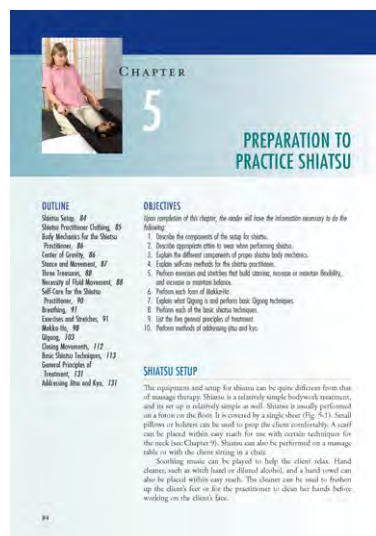 CHAPTER
5
PREPARATION TO
PRACTICE SHIATSU
OUTLINE
Shiatsu Setup, 84
Shiatsu Practitioner Clothing, 85
Body Mechanics for the Shiatsu
Practitioner, 86
Center of Gravity, 86
Stance and Movement, 87
Three Treasures, 88
Necessity of Fluid Movement, 88
Self-Care for the Shiatsu
Practitioner, 90
Breathing, 91
Exercises and Stretches, 91
Makko-Ho, 98
Qigong, 103
Closing Movements, 112
Basic Shiatsu Techniques, 113
General Principles of
Treatment, 131
Addressing Jitsu and Kyo, 131
OBJECTIVES
Upon completion of this chapter, the reader will have the information necessary to do the
following:
1. Describe the components of the setup for shiatsu.
2. Describe appropriate attire to wear when performing shiatsu.
3. Explain the different components of proper shiatsu body mechanics.
4. Explain self-care methods for the shiatsu practitioner.
5. Perform exercises and stretches that build stamina, increase or maintain flexibility,
and increase or maintain balance.
6. Perform each form of Makko-Ho.
7. Explain what Qigong is and perform basic Qigong techniques.
8. Perform each of the basic shiatsu techniques.
9. List the five general principles of treatment.
10. Perform methods of addressing jitsu and kyo.
SHIATSU SETUP
The equipment and setup for shiatsu can be quite different from that
of massage therapy. Shiatsu is a relatively simple bodywork treatment,
and its set up is relatively simple as well. Shiatsu is usually performed
on a futon on the floor. It is covered by a single sheet (Fig. 5-1). Small
pillows or bolsters can be used to prop the client comfortably. A scarf
can be placed within easy reach for use with certain techniques for
the neck (see Chapter 9). Shiatsu can also be performed on a massage
table or with the client sitting in a chair.
Soothing music can be played to help the client relax. Hand
cleaner, such as witch hazel or diluted alcohol, and a hand towel can
also be placed within easy reach. The cleaner can be used to freshen
up the client's feet or for the practitioner to clean her hands before
working on the client's face.
84